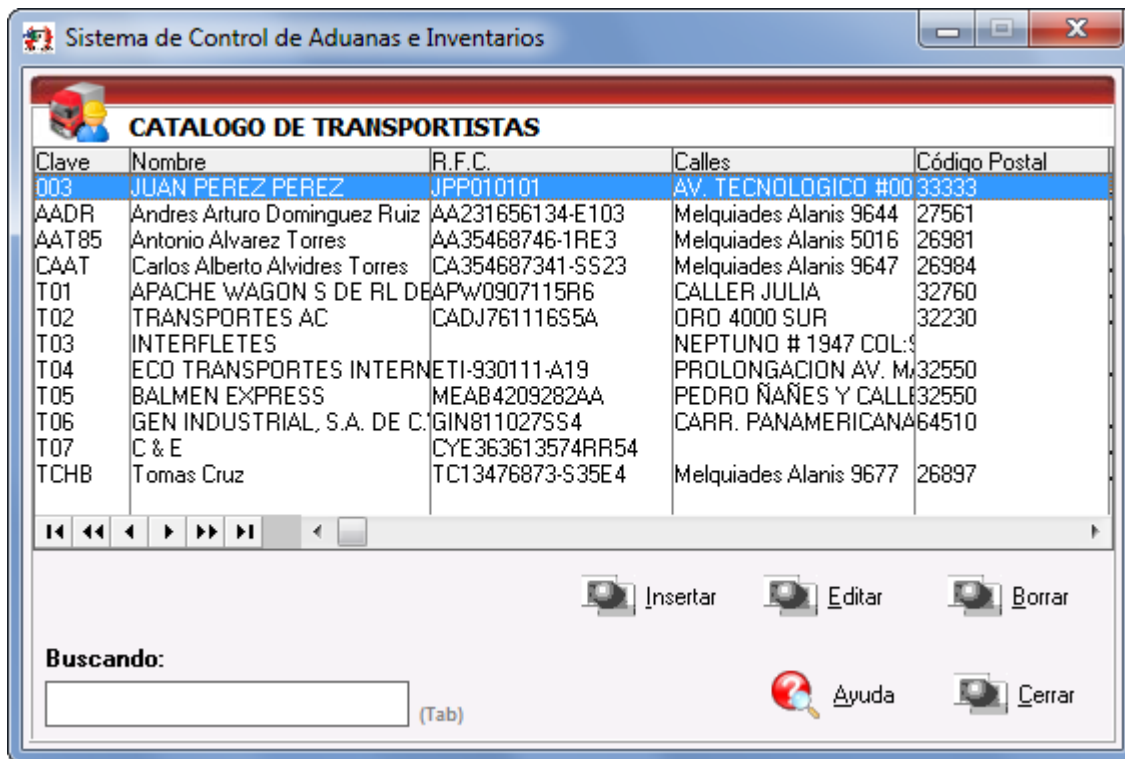 Sistema de Control de Aduanas e Inventarios
CATALOGO DE TRANSPORTISTAS
Clave Nombre R.F.C. Calles Código Postal
003 JUAN PEREZ PEREZ JPP010101 AV. TECNOLOGICO #00 33333
AADR Andres Arturo Dominguez Ruiz AA231656134-E103 Melquiades Alanis 9644 27561
AAT85 Antonio Alvarez Torres AA35468746-1RE3 Melquiades Alanis 5016 26981
CAAT Carlos Alberto Alvidres Torres CA354687341-SS23 Melquiades Alanis 9647 26984
T01 APACHE WAGON S DE RL DE APW0907115R6 CALLER JULIA 32760
T02 TRANSPORTES AC CADJ761116S5A ORO 4000 SUR 32230
T03 INTERFLETES NEPTUNO # 1947 COL:S
T04 ECO TRANSPORTES INTERN ETI-930111-A19 PROLONGACION AV. MA 32550
T05 BALMEN EXPRESS MEAB4209282AA PEDRO ÑAÑES Y CALLE 32550
T06 GEN INDUSTRIAL, S.A. DE C. GIN811027SS4 CARR. PANAMERICANA 64510
T07 C & E CYE363613574RR54
TCHB Tomas Cruz TC13476873-S35E4 Melquiades Alanis 9677 26897
Insertar Editar Borrar
Buscando:
(Tab) Ayuda Cerrar